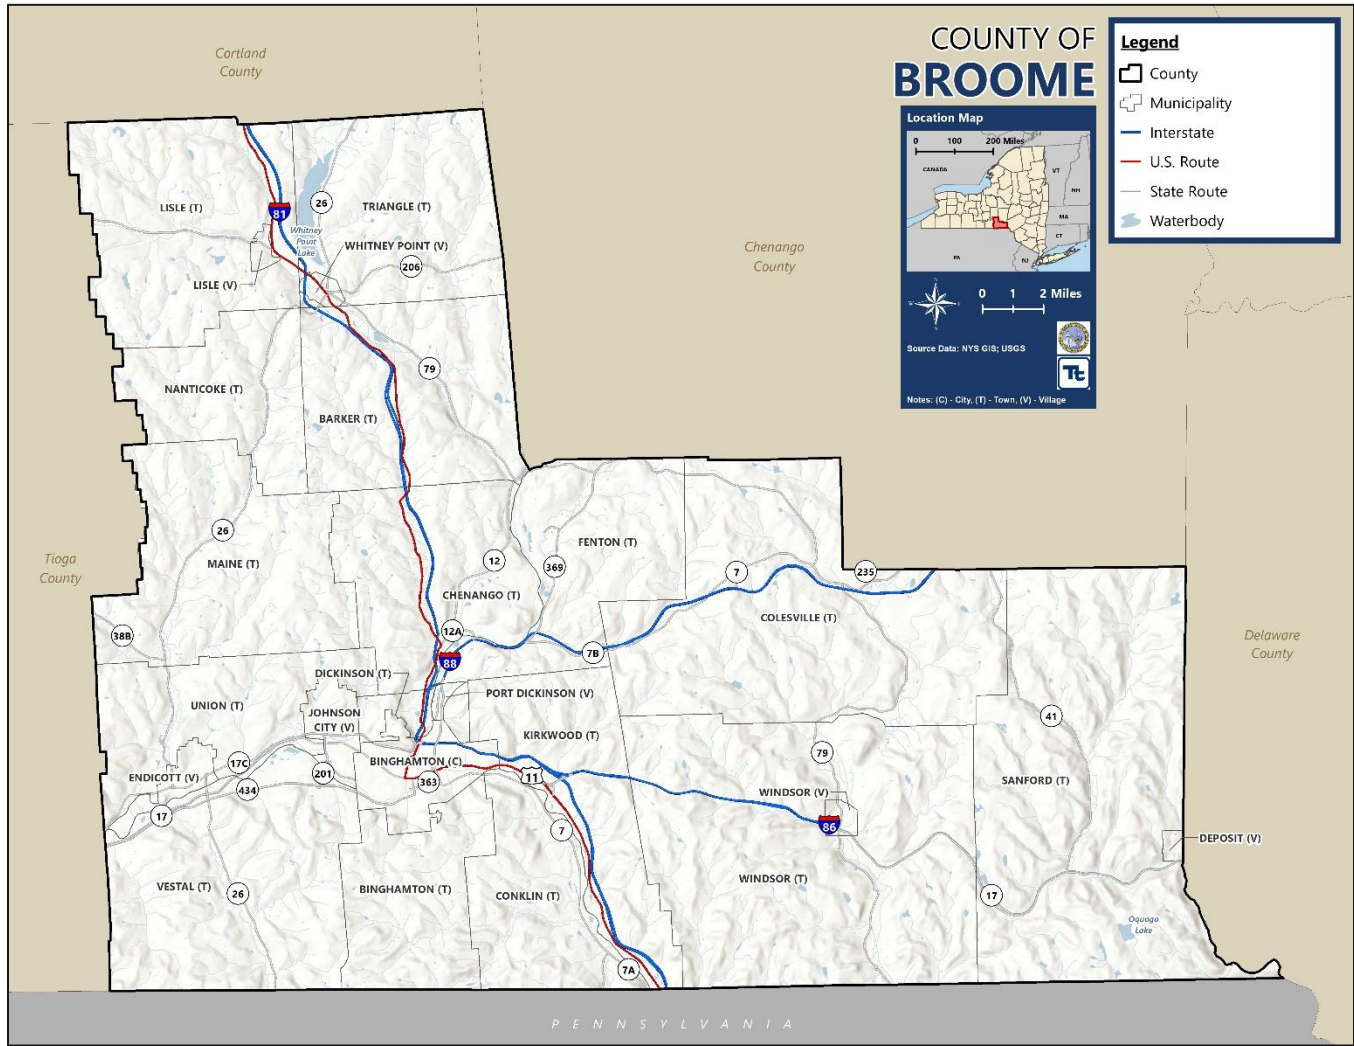 COUNTY OF
BROOME
Legend
County
Municipality
Interstate
U.S. Route
State Route
Waterbody
Location Map
0 100 200 Miles
CANADA
VT
NH
MA
CT
PA
NJ
0 1 2 Miles
Source Data: NYS GIS; USGS
Tt
Notes: (C) - City, (T) - Town, (V) - Village
Cortland
County
Chenango
County
Tioga
County
Delaware
County
LISLE (T)
81
26
TRIANGLE (T)
Whitney
Point
Lake
WHITNEY POINT (V)
206
LISLE (V)
79
NANTICOKE (T)
BARKER (T)
26
MAINE (T)
FENTON (T)
12
369
7
235
CHENANGO (T)
COLESVILLE (T)
38B
12A
88
7B
DICKINSON (T)
PORT DICKINSON (V)
UNION (T)
JOHNSON
CITY (V)
KIRKWOOD (T)
41
79
17C
BINGHAMTON (C)
ENDICOTT (V)
201
363
11
SANFORD (T)
434
WINDSOR (V)
17
7
86
DEPOSIT (V)
VESTAL (T)
26
BINGHAMTON (T)
CONKLIN (T)
WINDSOR (T)
17
Oquaga
Lake
7A
PENNSYLVANIA